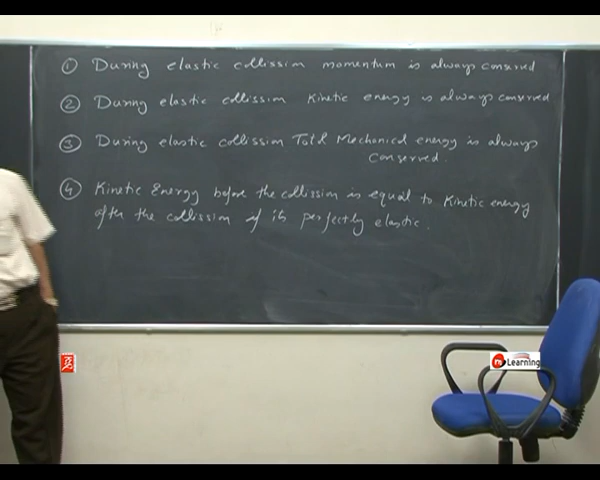 ① During elastic collission momentum is always conserved
② During elastic collission Kinetic energy is always conserved
③ During elastic collission Total Mechanical energy is always
conserved.
④ Kinetic Energy before the collission is equal to Kinetic energy
after the collission if its perfectly elastic.
Learning